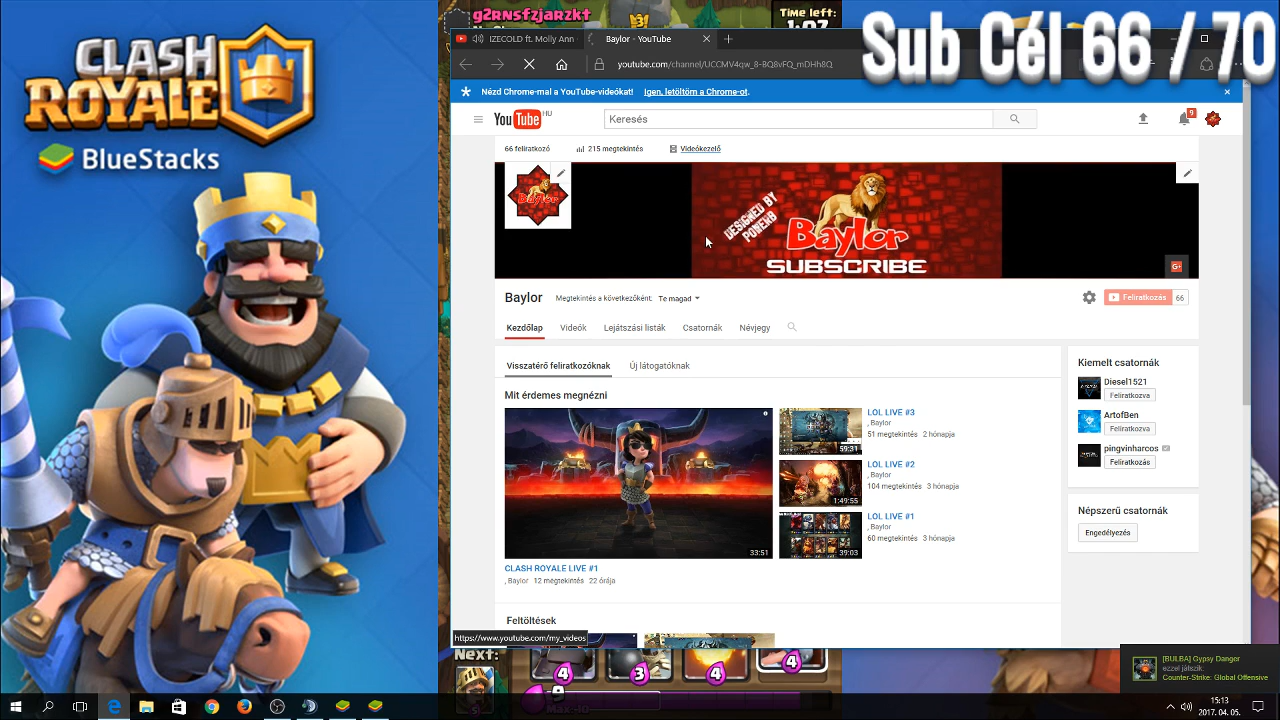 CLASH
ROYALE
BlueStacks
g2rnsfzjarzkt
Time left:
Sub Cél 66 / 70
IZECOLD ft. Molly Ann
Baylor - YouTube
youtube.com/channel/UCCMV4qw_8-BQ8vFQ_mDHh8Q
Nézd Chrome-mal a YouTube-videókat! Igen, letöltöm a Chrome-ot.
YouTube HU
Keresés
9
66 feliratkozó
215 megtekintés
Videókezelő
Baylor
DESIGNED BY
POWERB
Baylor
SUBSCRIBE
G+
Baylor
Megtekintés a következőként: Te magad
Feliratkozás 66
Kezdőlap
Videók
Lejátszási listák
Csatornák
Névjegy
Visszatérő feliratkozóknak
Új látogatóknak
Mit érdemes megnézni
33:51
CLASH ROYALE LIVE #1
, Baylor 12 megtekintés 22 órája
59:31
LOL LIVE #3
, Baylor
51 megtekintés 2 hónapja
1:49:55
LOL LIVE #2
, Baylor
104 megtekintés 3 hónapja
39:03
LOL LIVE #1
, Baylor
60 megtekintés 3 hónapja
Feltöltések
Kiemelt csatornák
Diesel1521
Feliratkozva
ArtofBen
Feliratkozva
pingvinharcos
Feliratkozás
Népszerű csatornák
Engedélyezés
https://www.youtube.com/my_videos
Next:
4
3
4
4
[BULBA] Gypsy Danger
ezzel játszik:
Counter-Strike: Global Offensive
15:13
2017. 04. 05.